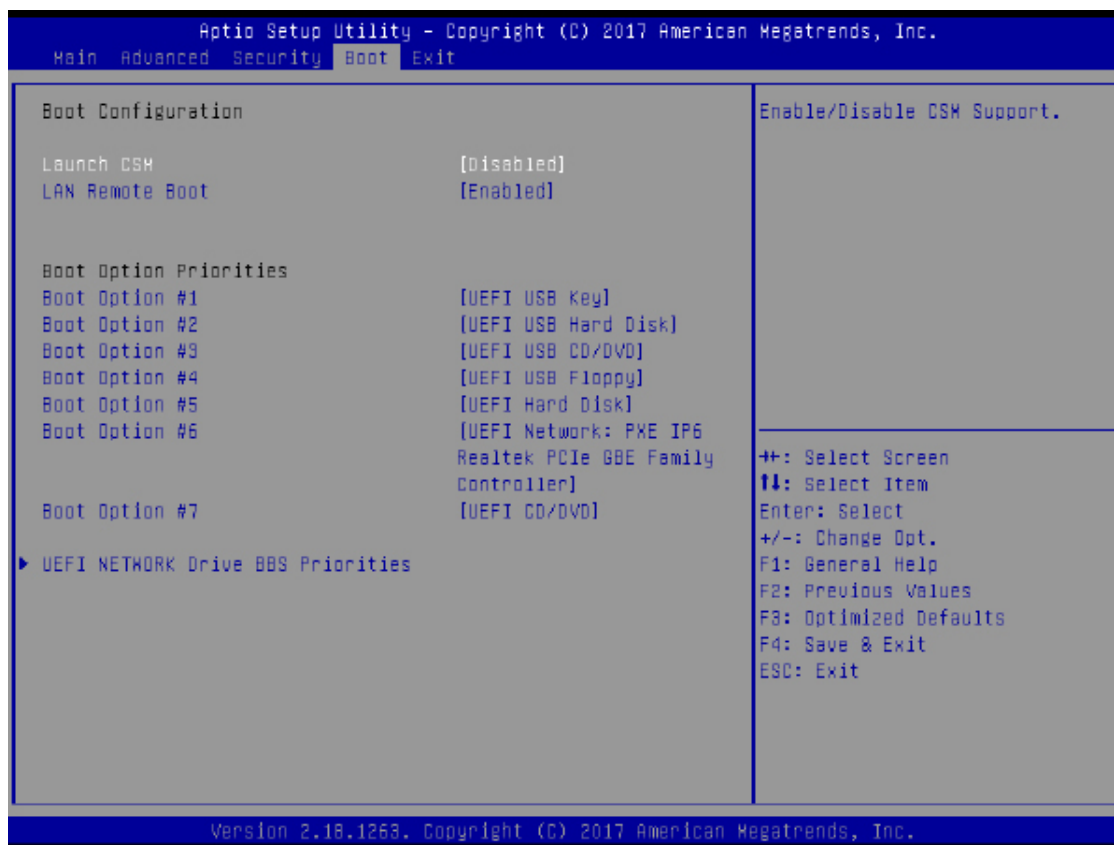 Aptio Setup Utility - Copyright (C) 2017 American Megatrends, Inc.
Main Advanced Security Boot Exit
Boot Configuration
Launch CSM [Disabled]
LAN Remote Boot [Enabled]
Boot Option Priorities
Boot Option #1 [UEFI USB Key]
Boot Option #2 [UEFI USB Hard Disk]
Boot Option #3 [UEFI USB CD/DVD]
Boot Option #4 [UEFI USB Floppy]
Boot Option #5 [UEFI Hard Disk]
Boot Option #6 [UEFI Network: PXE IP6
Realtek PCIe GBE Family
Controller]
Boot Option #7 [UEFI CD/DVD]
▶ UEFI NETWORK Drive BBS Priorities
Enable/Disable CSM Support.
→←: Select Screen
↑↓: Select Item
Enter: Select
+/-: Change Opt.
F1: General Help
F2: Previous Values
F3: Optimized Defaults
F4: Save & Exit
ESC: Exit
Version 2.18.1263. Copyright (C) 2017 American Megatrends, Inc.